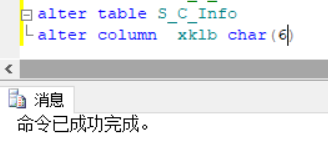 alter table S_C_Info
alter column  xklb char(6)
消息
命令已成功完成。